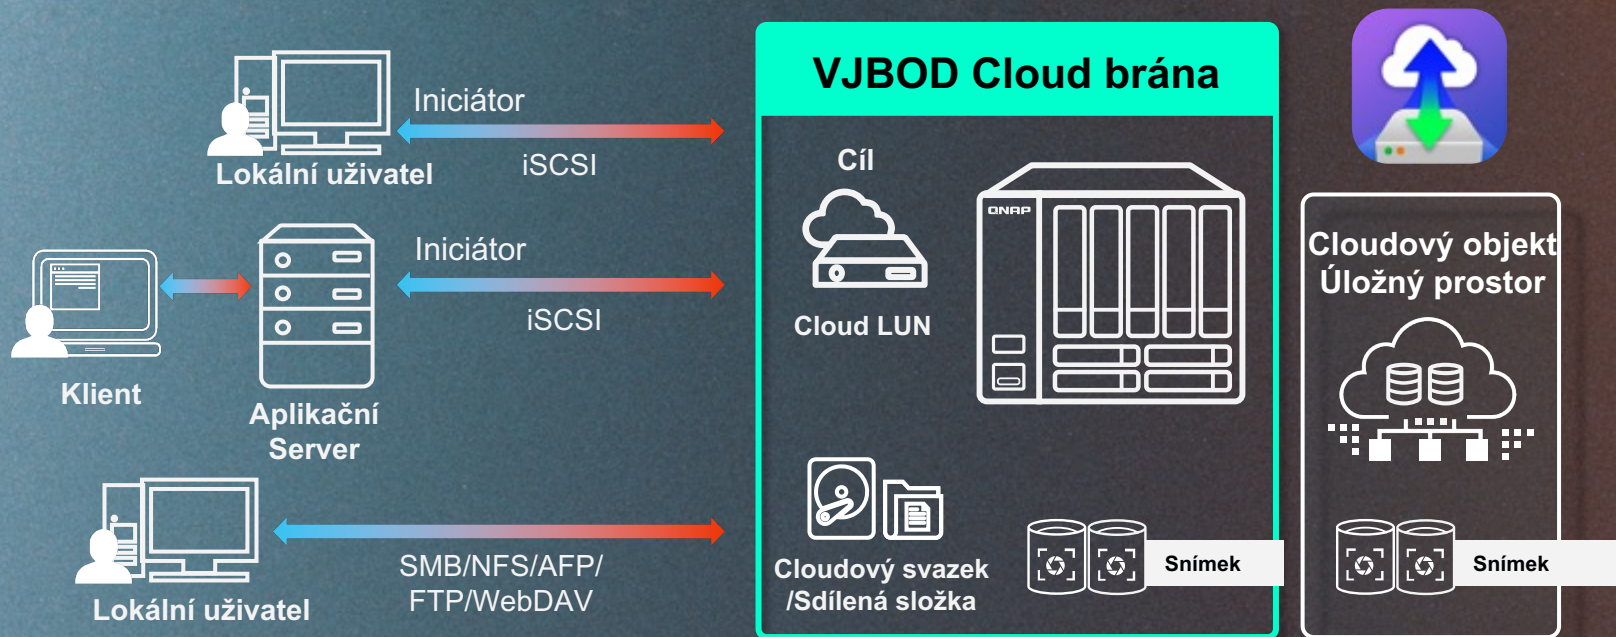 VJBOD Cloud brána
Iniciátor
iSCSI
Lokální uživatel
Iniciátor
iSCSI
Klient
Aplikační
Server
SMB/NFS/AFP/
FTP/WebDAV
Lokální uživatel
Cíl
Cloud LUN
QNAP
Cloudový svazek
/Sdílená složka
Snímek
Cloudový objekt
Úložný prostor
Snímek